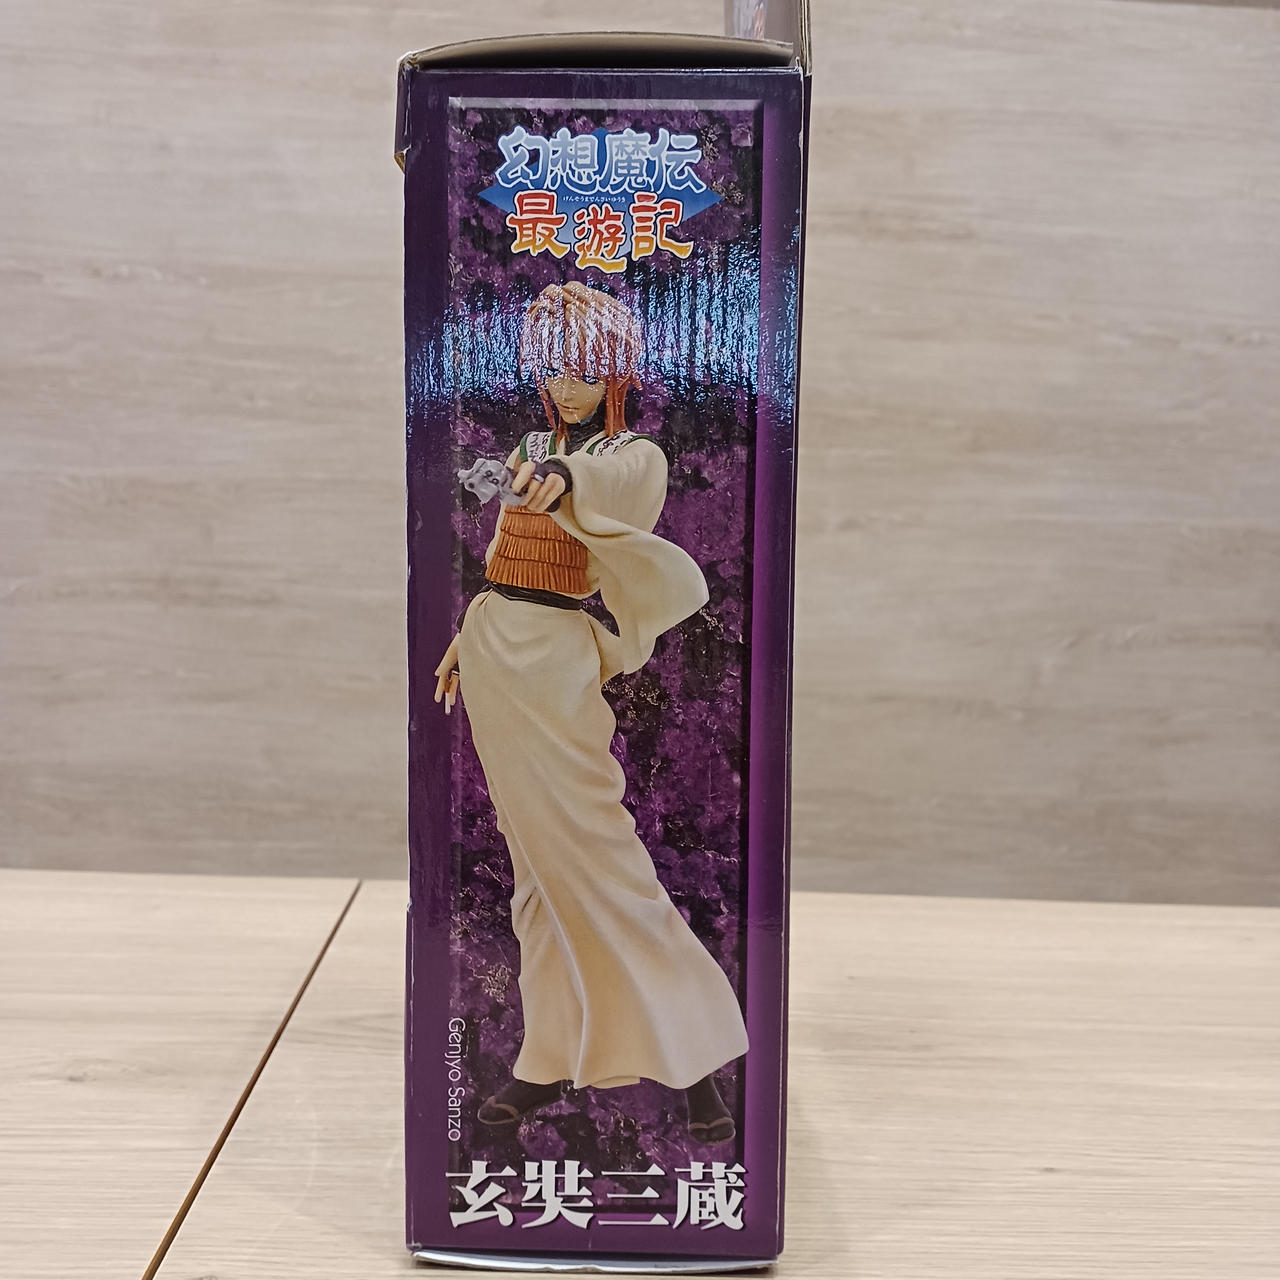 幻想魔伝
げんそうまでんさいゆうき
最遊記
Genjyo Sanzo
玄奘三蔵